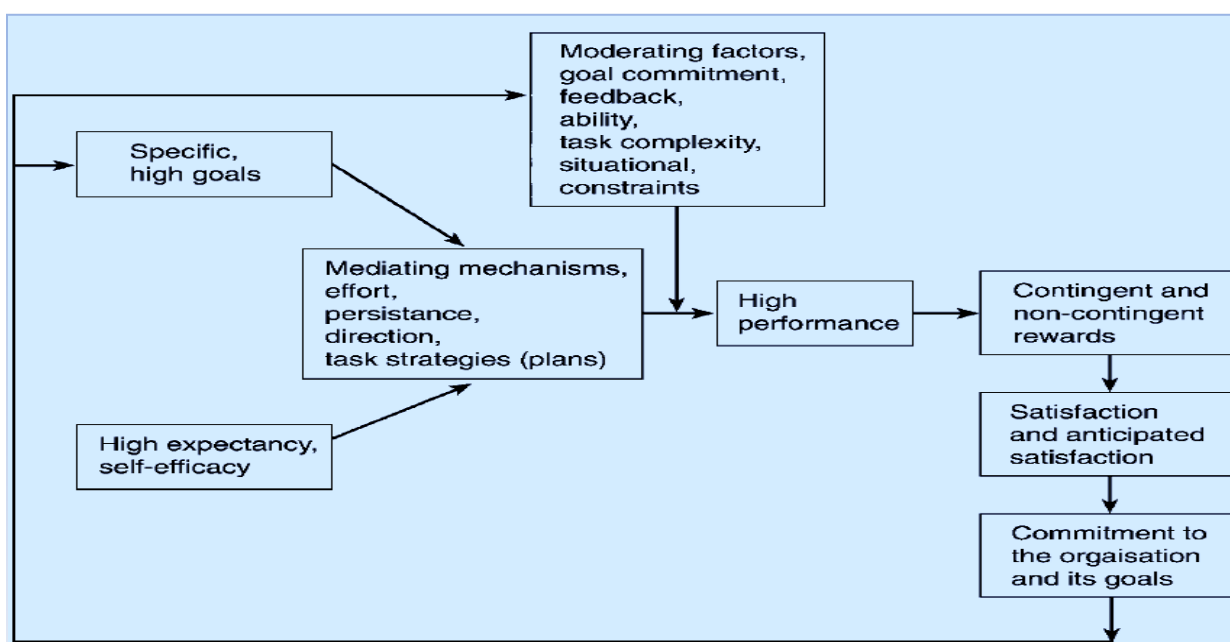 Moderating factors,
goal commitment,
feedback,
ability,
task complexity,
situational,
constraints
Specific,
high goals
Mediating mechanisms,
effort,
persistance,
direction,
task strategies (plans)
High
performance
Contingent and
non-contingent
rewards
High expectancy,
self-efficacy
Satisfaction
and anticipated
satisfaction
Commitment to
the orgaisation
and its goals